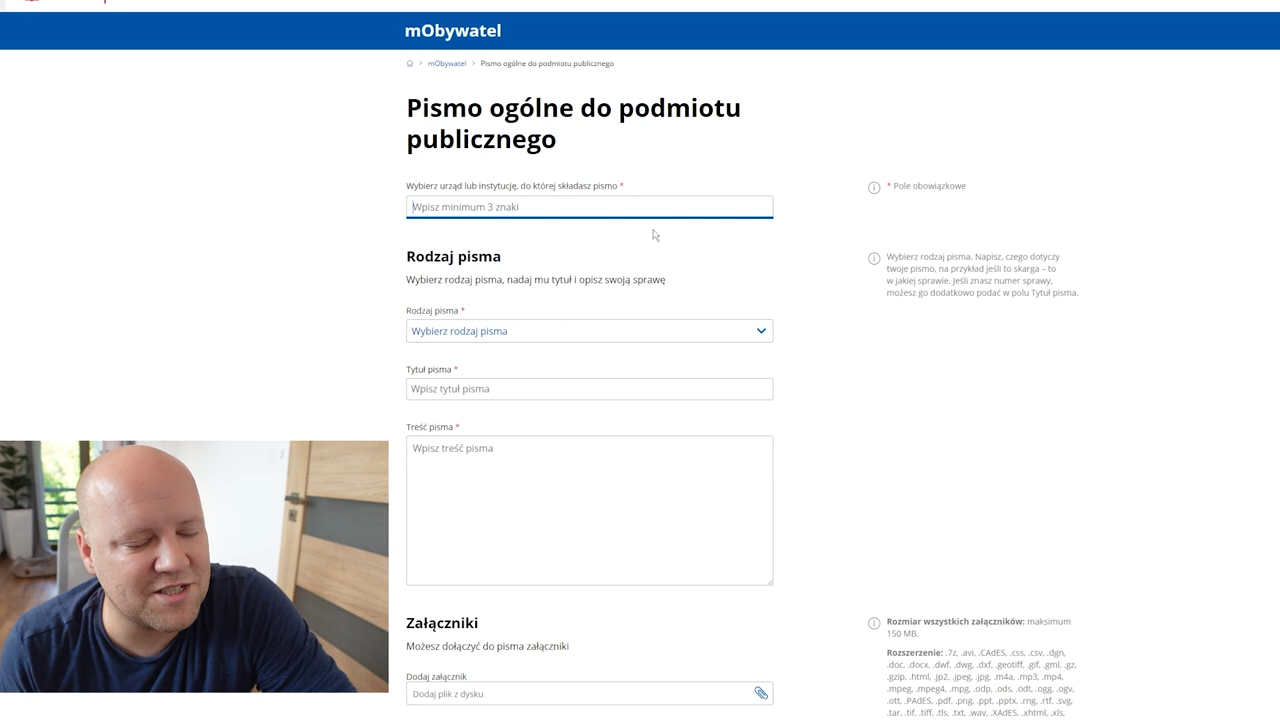 mObywatel
mObywatel
Pismo ogólne do podmiotu publicznego
Pismo ogólne do podmiotu
publicznego
Wybierz urząd lub instytucję, do której składasz pismo *
Wpisz minimum 3 znaki
* Pole obowiązkowe
Rodzaj pisma
Wybierz rodzaj pisma, nadaj mu tytuł i opisz swoją sprawę
Wybierz rodzaj pisma. Napisz, czego dotyczy
twoje pismo, na przykład jeśli to skarga – to
w jakiej sprawie. Jeśli znasz numer sprawy,
możesz go dodatkowo podać w polu Tytuł pisma.
Rodzaj pisma *
Wybierz rodzaj pisma
Tytuł pisma *
Wpisz tytuł pisma
Treść pisma *
Wpisz treść pisma
Załączniki
Możesz dołączyć do pisma załączniki
Dodaj załącznik
Dodaj plik z dysku
Rozmiar wszystkich załączników: maksimum
150 MB.
Rozszerzenie: .7z, .avi, .CAdES, .css, .csv, .dgn,
.doc, .docx, .dwf, .dwg, .dxf, .geotiff, .gif, .gml, .gz,
.gzip, .html, .jp2, .jpeg, .jpg, .m4a, .mp3, .mp4,
.mpeg, .mpeg4, .mpg, .odp, .ods, .odt, .ogg, .ogv,
.ott, .PAdES, .pdf, .png, .ppt, .pptx, .rng, .rtf, .svg,
.tar, .tif, .tiff, .tls, .txt, .wav, .XAdES, .xhtml, .xls,